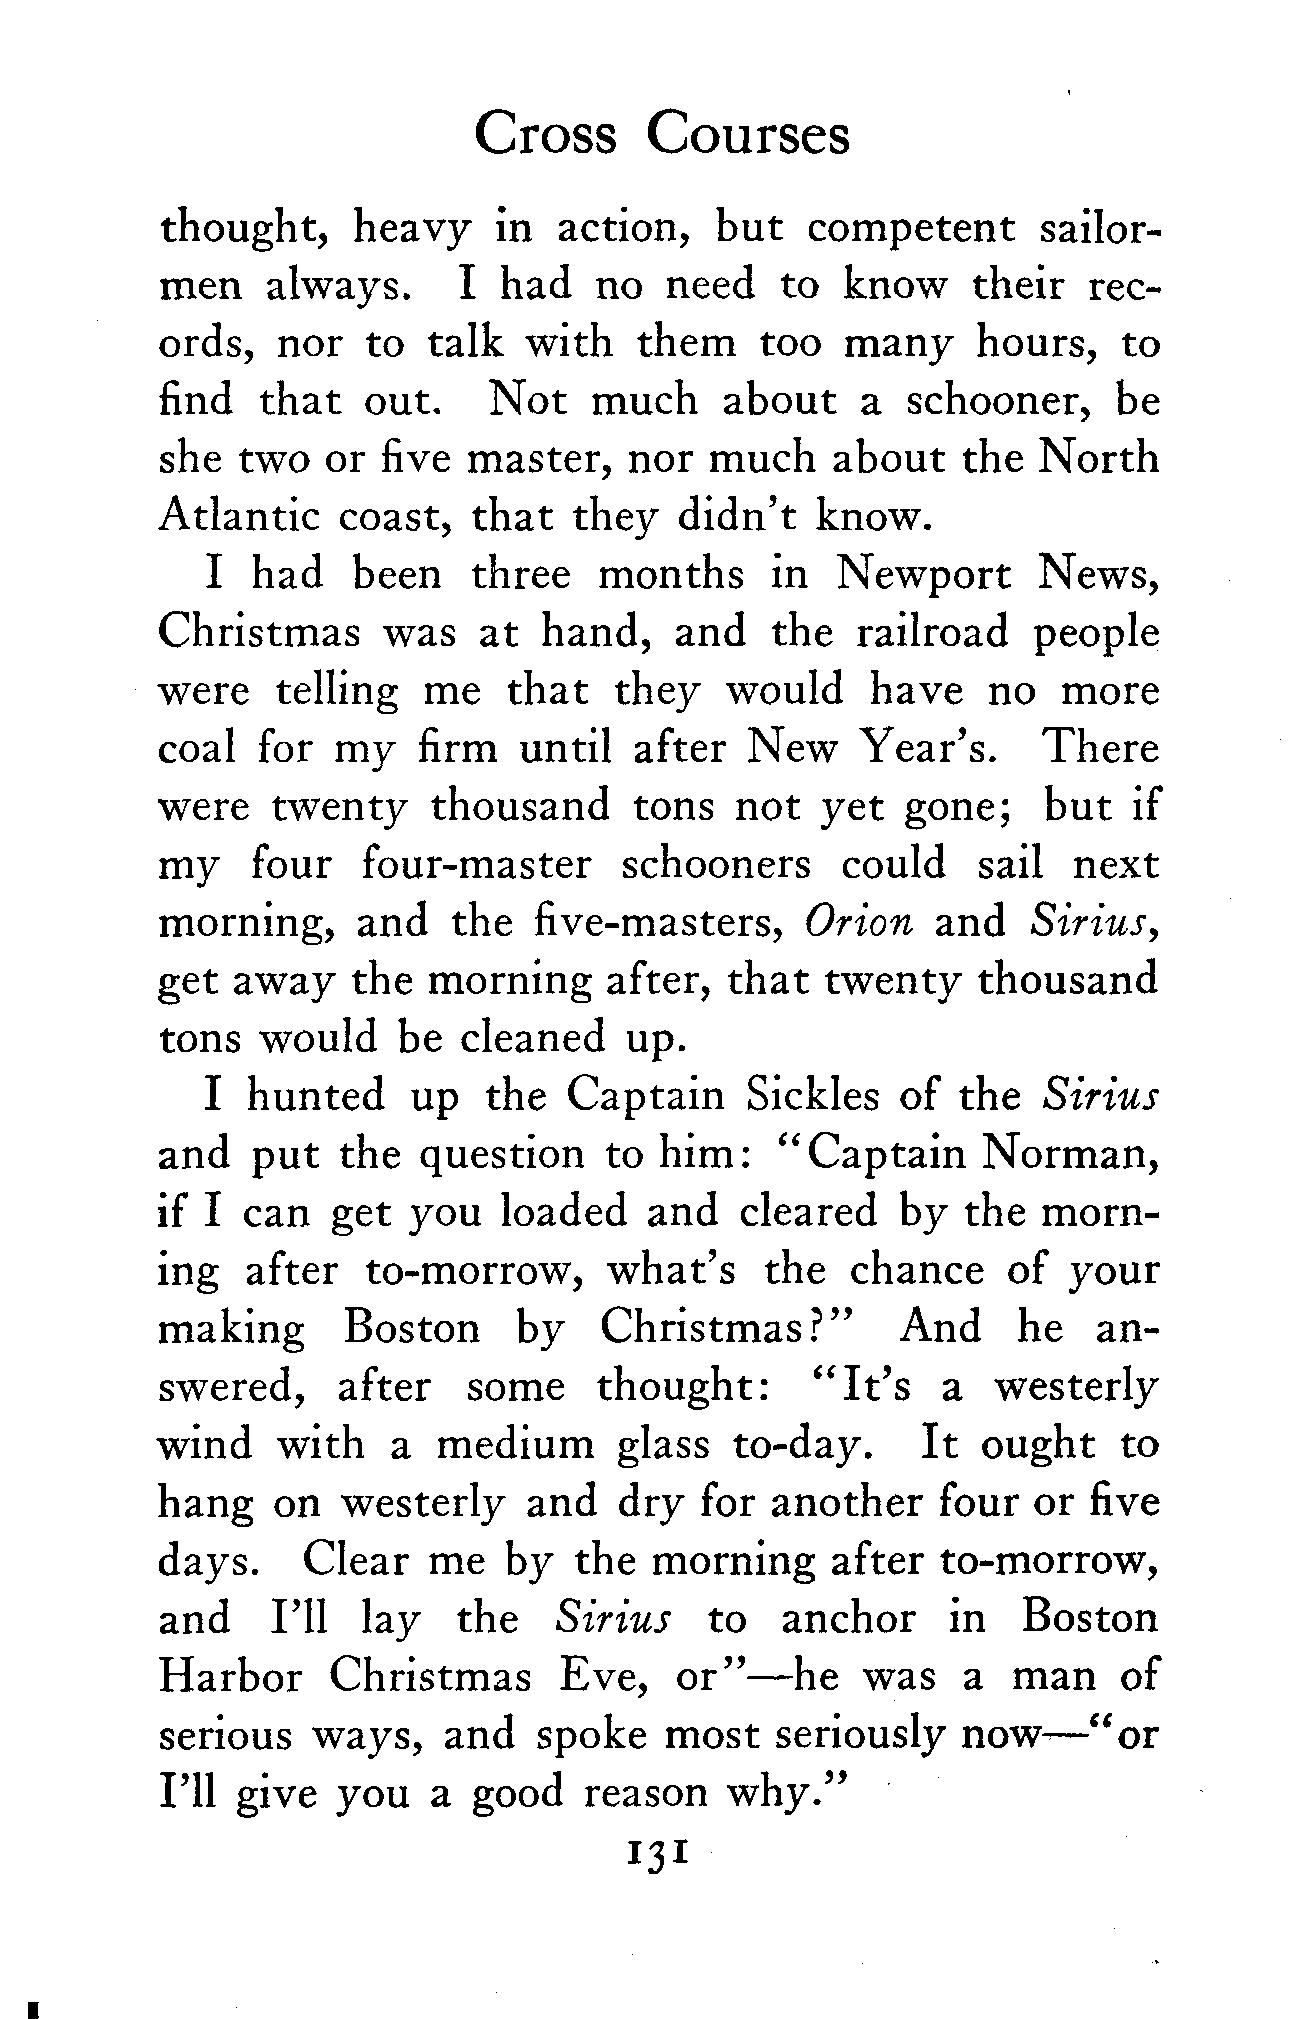 Cross Courses
thought, heavy in action, but competent sailor-
men always. I had no need to know their rec-
ords, nor to talk with them too many hours, to
find that out. Not much about a schooner, be
she two or five master, nor much about the North
Atlantic coast, that they didn't know.
I had been three months in Newport News,
Christmas was at hand, and the railroad people
were telling me that they would have no more
coal for my firm until after New Year's. There
were twenty thousand tons not yet gone; but if
my four four-master schooners could sail next
morning, and the five-masters, Orion and Sirius,
get away the morning after, that twenty thousand
tons would be cleaned up.
I hunted up the Captain Sickles of the Sirius
and put the question to him: "Captain Norman,
if I can get you loaded and cleared by the morn-
ing after to-morrow, what's the chance of your
making Boston by Christmas?" And he an-
swered, after some thought: "It's a westerly
wind with a medium glass to-day. It ought to
hang on westerly and dry for another four or five
days. Clear me by the morning after to-morrow,
and I'll lay the Sirius to anchor in Boston
Harbor Christmas Eve, or"—he was a man of
serious ways, and spoke most seriously now—"or
I'll give you a good reason why."
131